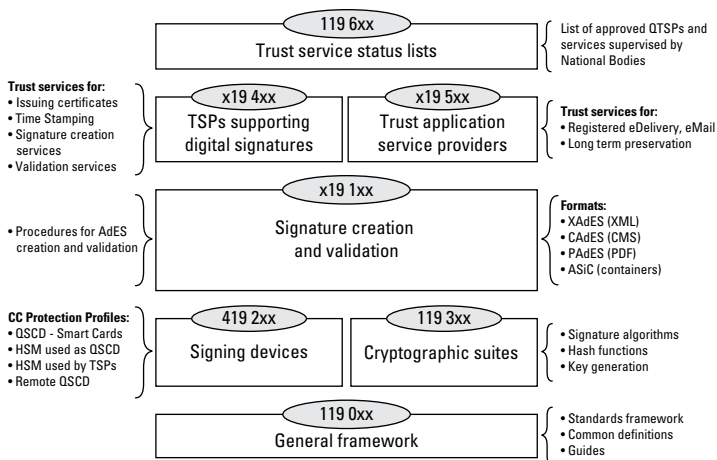 119 6xx
Trust service status lists
List of approved QTSPs and
services supervised by
National Bodies
Trust services for:
• Issuing certificates
• Time Stamping
• Signature creation
services
• Validation services
x19 4xx
TSPs supporting
digital signatures
x19 5xx
Trust application
service providers
Trust services for:
• Registered eDelivery, eMail
• Long term preservation
• Procedures for AdES
creation and validation
x19 1xx
Signature creation
and validation
Formats:
• XAdES (XML)
• CAdES (CMS)
• PAdES (PDF)
• ASiC (containers)
CC Protection Profiles:
• QSCD - Smart Cards
• HSM used as QSCD
• HSM used by TSPs
• Remote QSCD
419 2xx
Signing devices
119 3xx
Cryptographic suites
• Signature algorithms
• Hash functions
• Key generation
119 0xx
General framework
• Standards framework
• Common definitions
• Guides